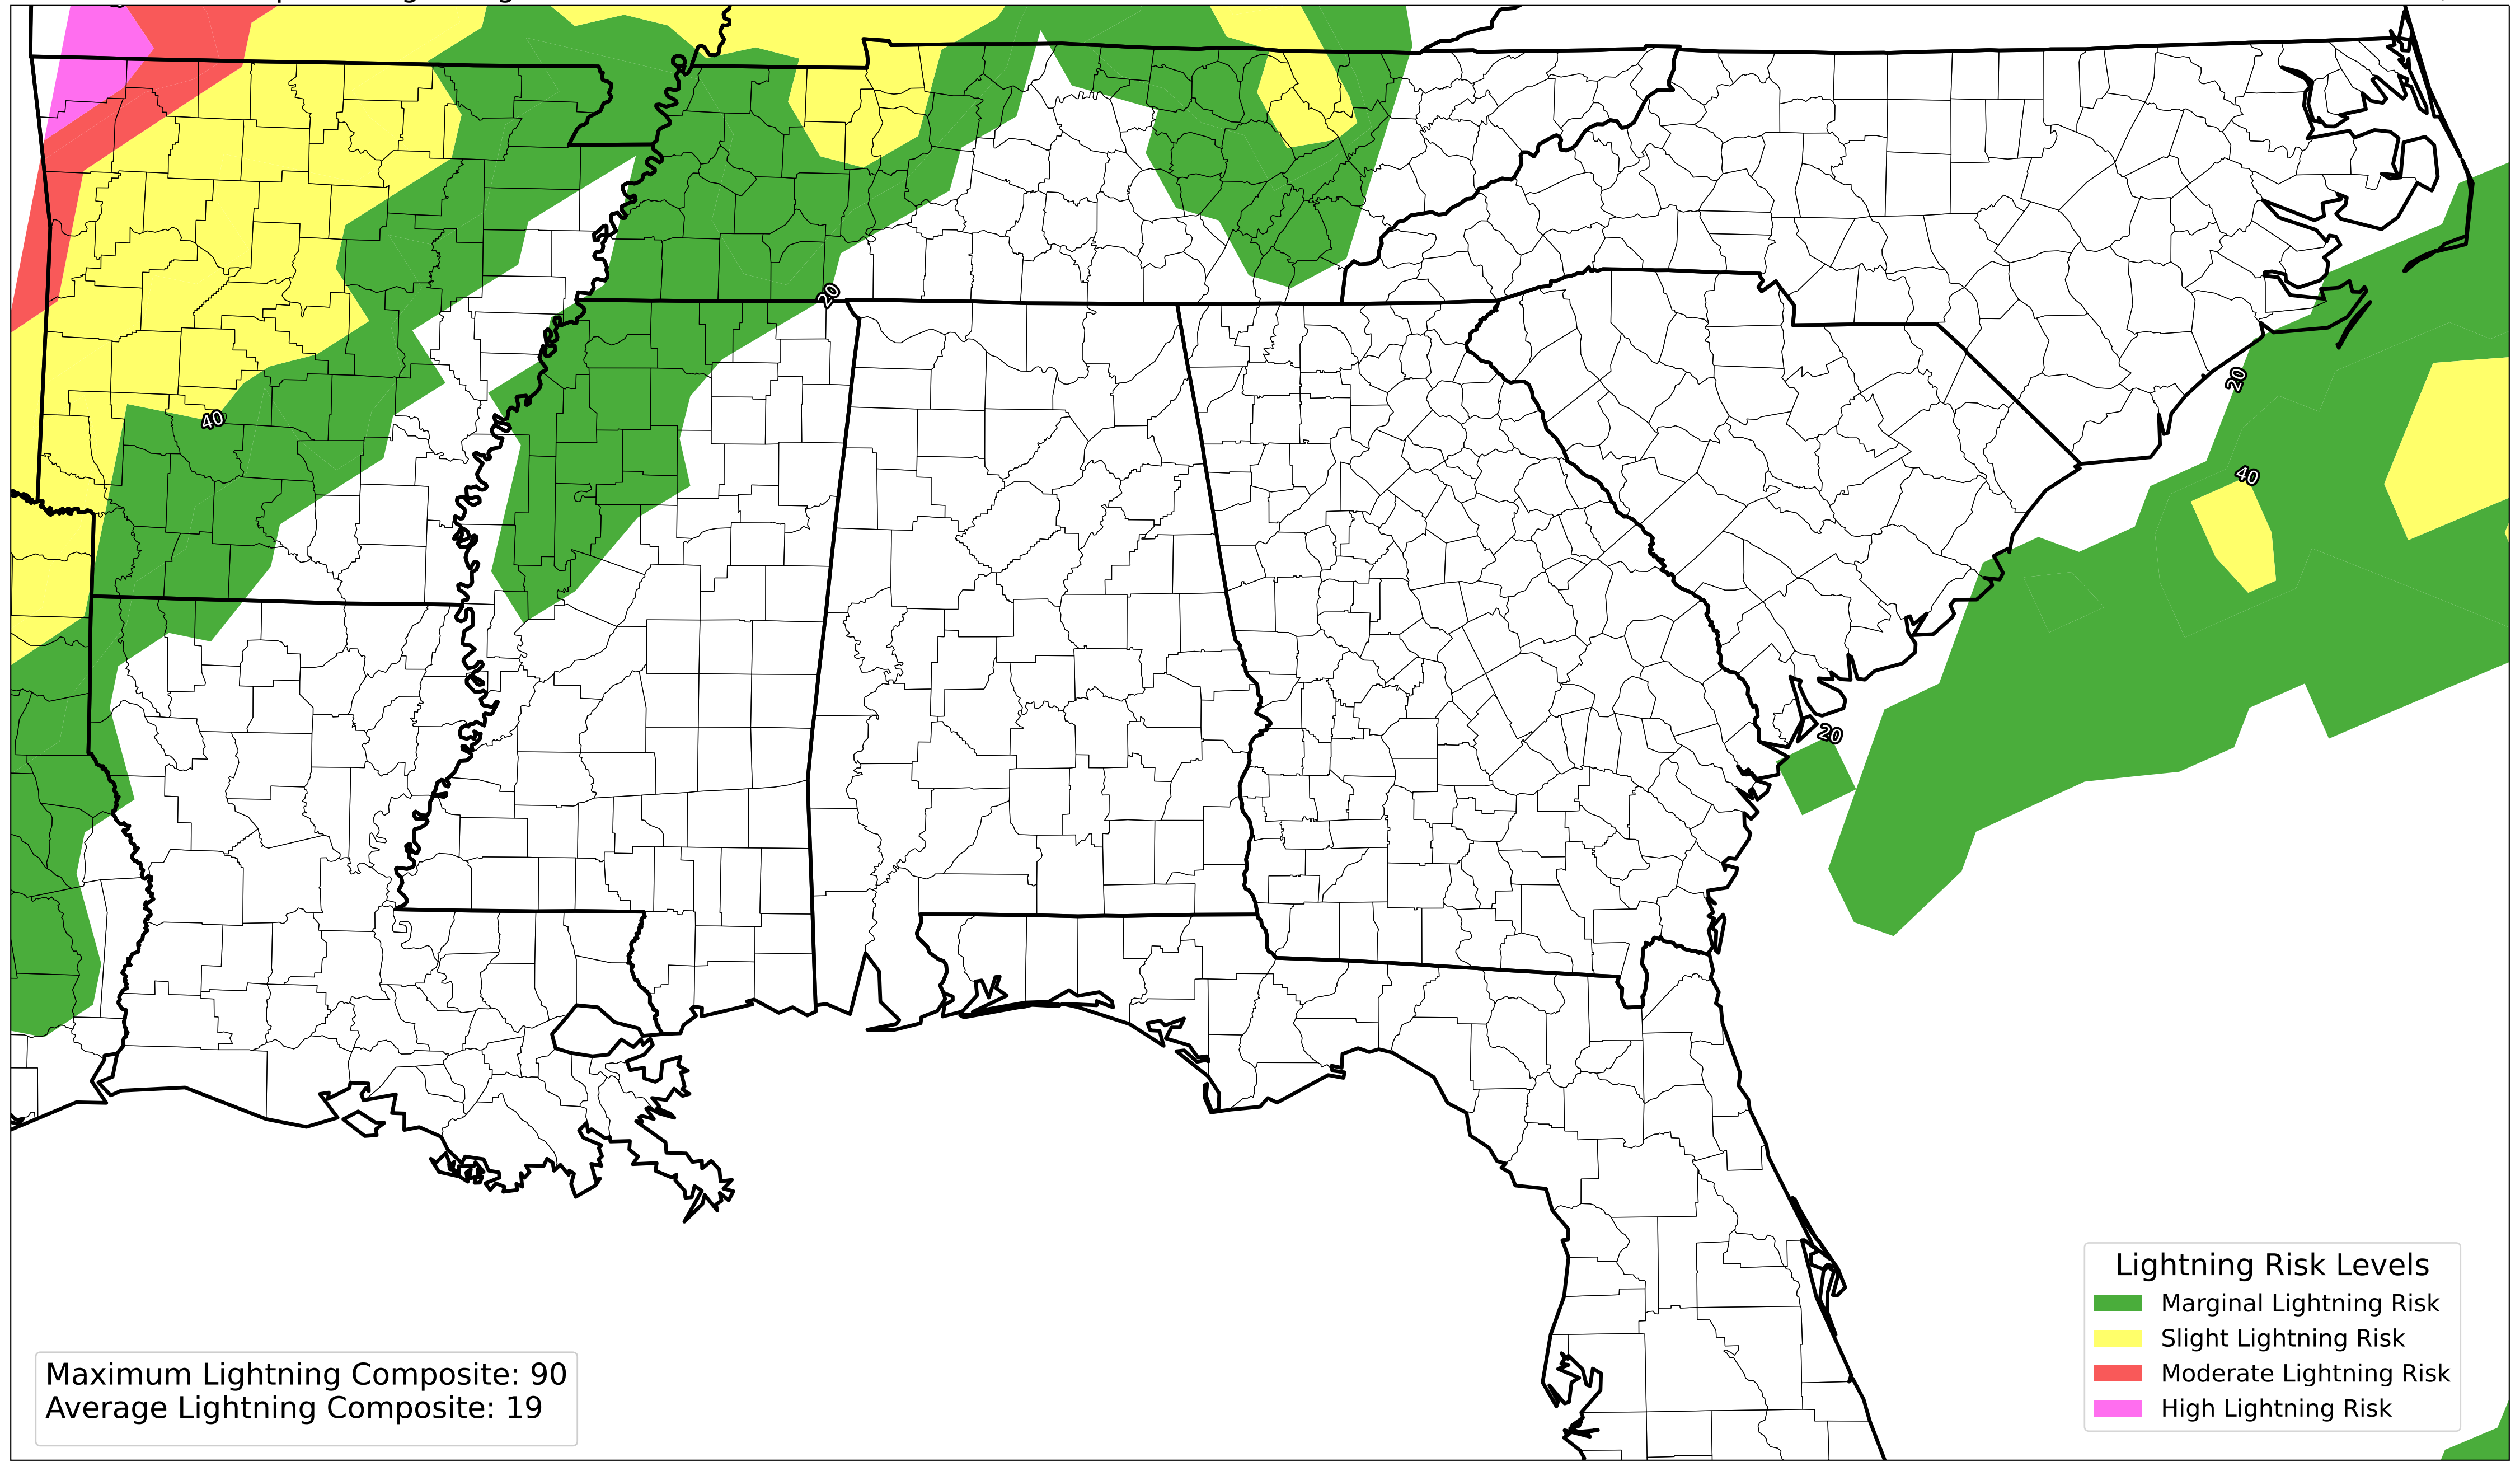 20
20
40
40
20
Lightning Risk Levels
Marginal Lightning Risk
Slight Lightning Risk
Moderate Lightning Risk
High Lightning Risk
Maximum Lightning Composite: 90
Average Lightning Composite: 19